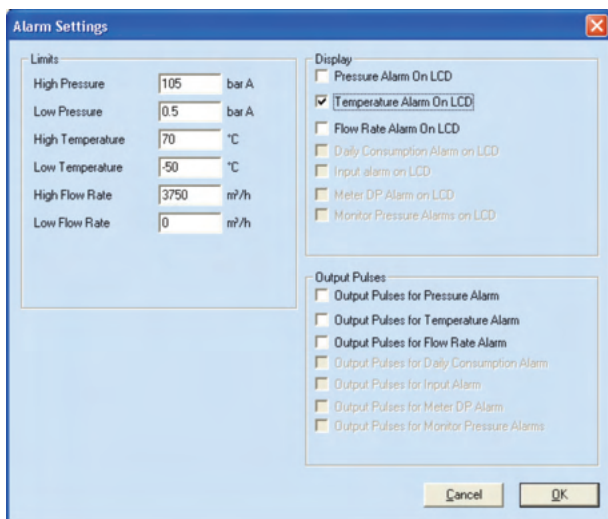 Alarm Settings
Limits
High Pressure 105 bar A
Low Pressure 0.5 bar A
High Temperature 70 °C
Low Temperature -50 °C
High Flow Rate 3750 m³/h
Low Flow Rate 0 m³/h
Display
Pressure Alarm On LCD
Temperature Alarm On LCD
Flow Rate Alarm On LCD
Daily Consumption Alarm on LCD
Input alarm on LCD
Meter DP Alarm on LCD
Monitor Pressure Alarms on LCD
Output Pulses
Output Pulses for Pressure Alarm
Output Pulses for Temperature Alarm
Output Pulses for Flow Rate Alarm
Output Pulses for Daily Consumption Alarm
Output Pulses for Input Alarm
Output Pulses for Meter DP Alarm
Output Pulses for Monitor Pressure Alarms
Cancel OK